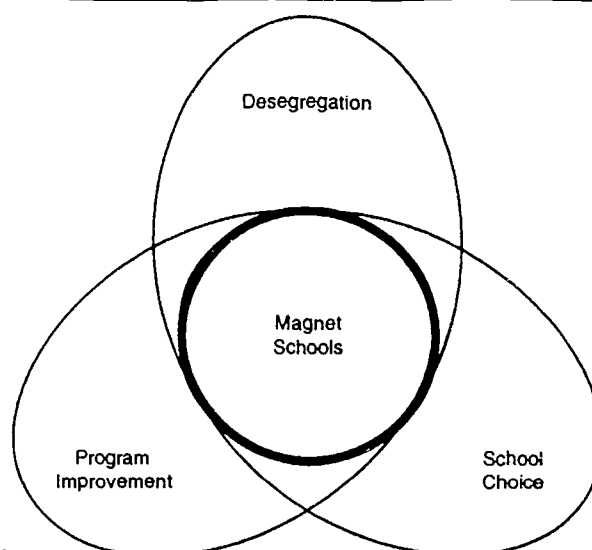 Desegregation
Magnet
Schools
Program
Improvement
School
Choice